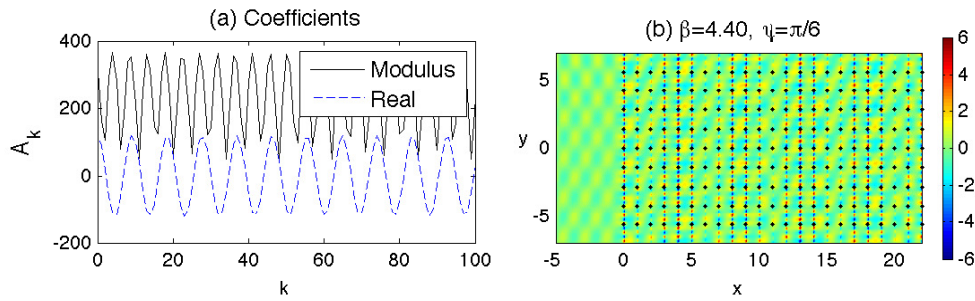 (a) Coefficients
400
200
0
-200
A_k
0 20 40 60 80 100
k
Modulus
Real
(b) β=4.40, ψ=π/6
5
0
-5
y
-5 0 5 10 15 20
x
6
4
2
0
-2
-4
-6